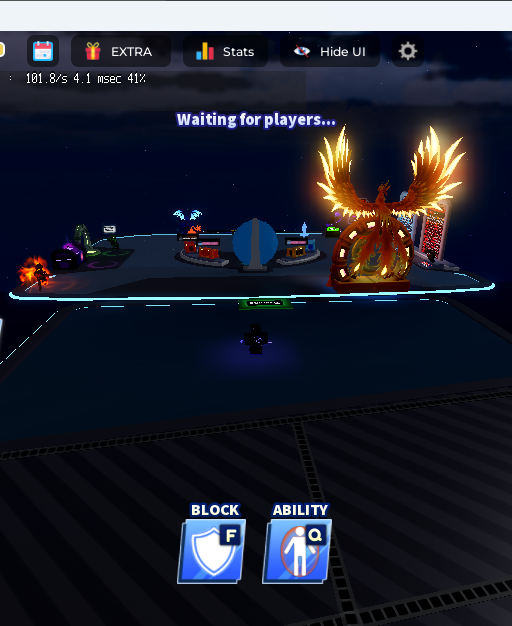 EXTRA
Stats
Hide UI
: 101.8/s 4.1 msec 41%
Waiting for players...
BLOCK
ABILITY
F
Q